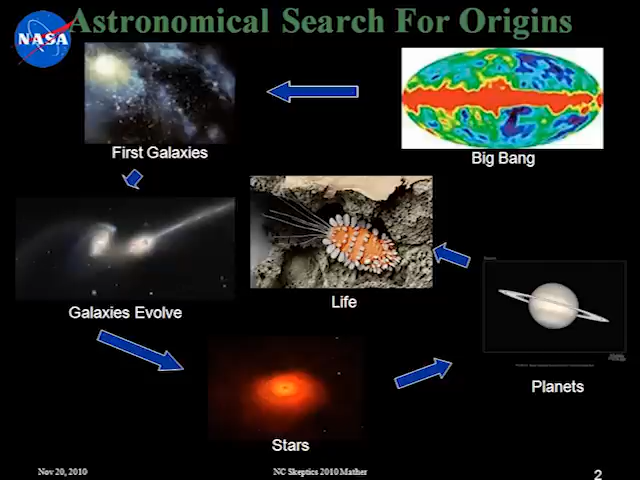 Astronomical Search For Origins
NASA
First Galaxies
Big Bang
Galaxies Evolve
Life
Planets
Stars
Nov 20, 2010
NC Skeptics 2010 Mather
2